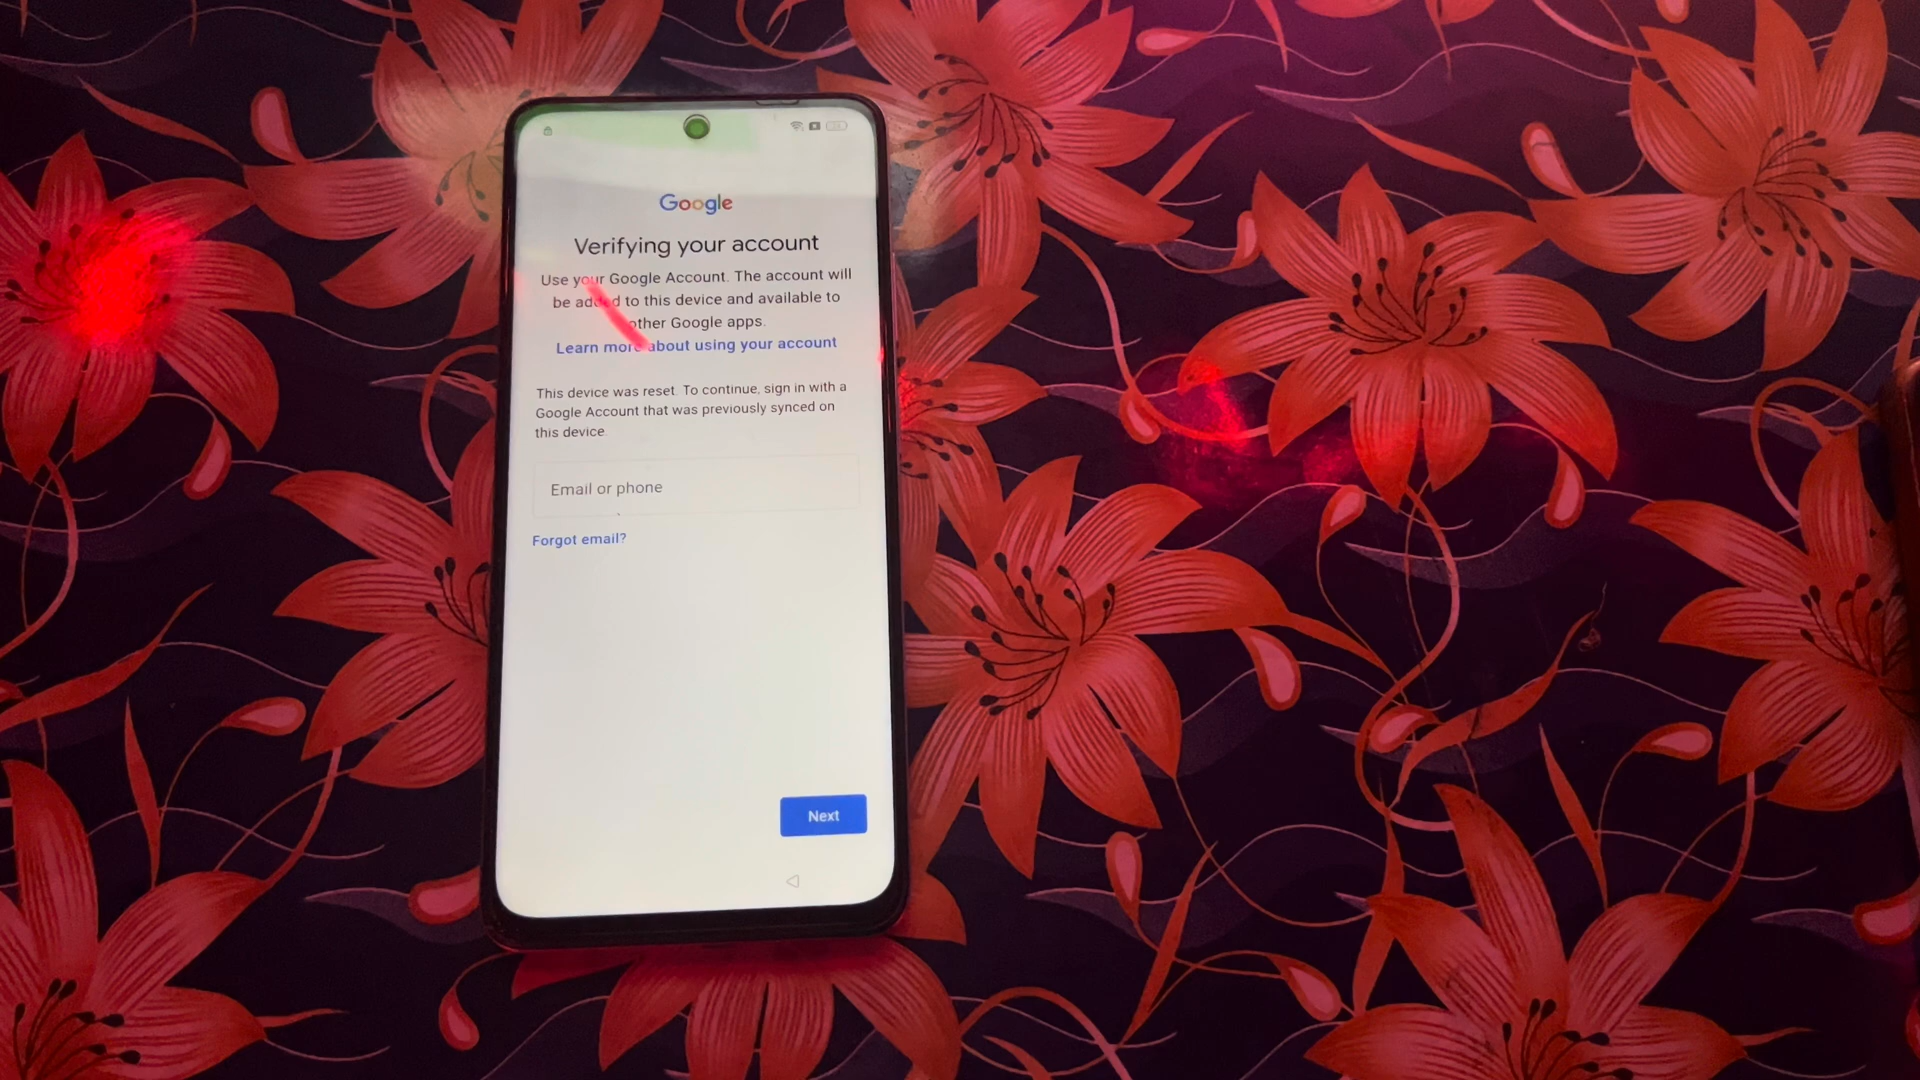 Google
Verifying your account
Use your Google Account. The account will
be added to this device and available to
other Google apps.
Learn more about using your account
This device was reset. To continue, sign in with a
Google Account that was previously synced on
this device.
Email or phone
Forgot email?
Next